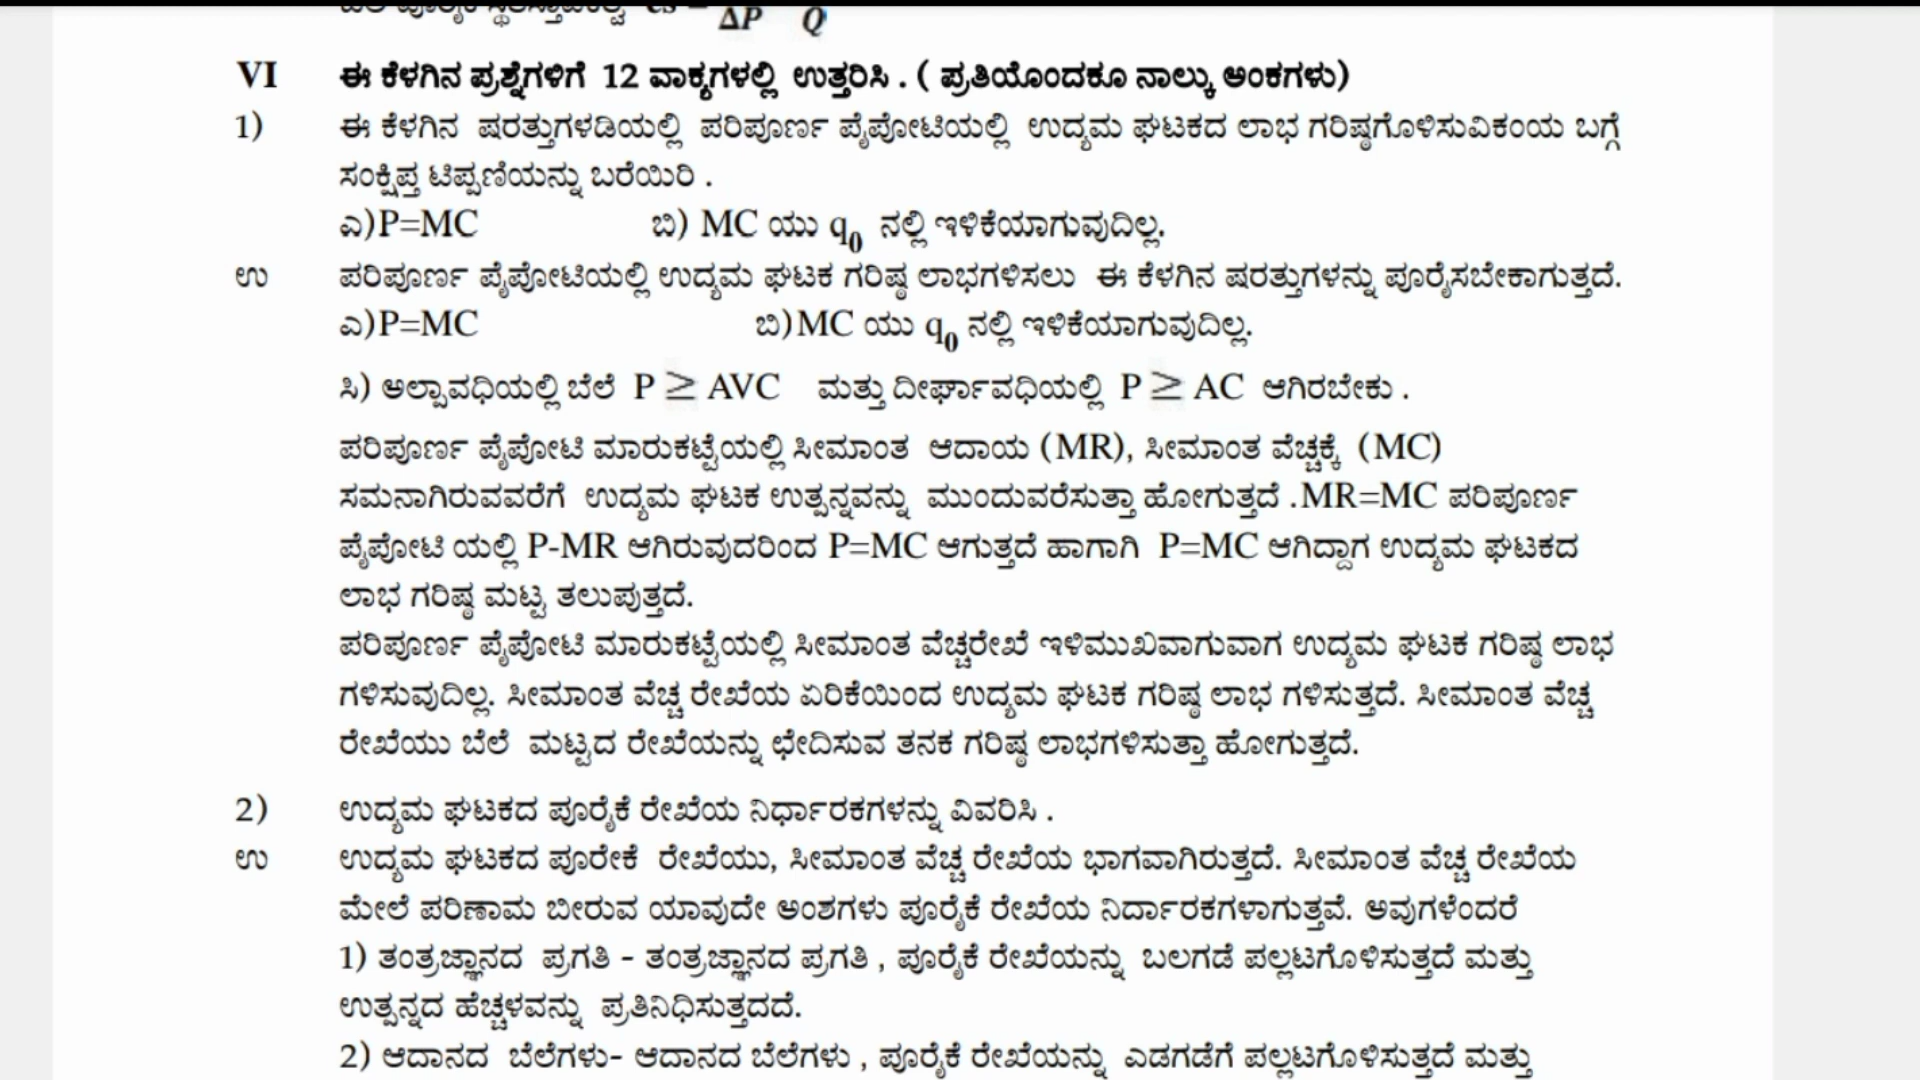 ΔP Q
VI ಈ ಕೆಳಗಿನ ಪ್ರಶ್ನೆಗಳಿಗೆ 12 ವಾಕ್ಯಗಳಲ್ಲಿ ಉತ್ತರಿಸಿ . ( ಪ್ರತಿಯೊಂದಕೂ ನಾಲ್ಕು ಅಂಕಗಳು)
1) ಈ ಕೆಳಗಿನ ಷರತ್ತುಗಳಡಿಯಲ್ಲಿ ಪರಿಪೂರ್ಣ ಪೈಪೋಟಿಯಲ್ಲಿ ಉದ್ಯಮ ಘಟಕದ ಲಾಭ ಗರಿಷ್ಠಗೊಳಿಸುವಿಕಂಯ ಬಗ್ಗೆ
ಸಂಕ್ಷಿಪ್ತ ಟಿಪ್ಪಣಿಯನ್ನು ಬರೆಯಿರಿ .
ಎ)P=MC ಬಿ) MC ಯು q0 ನಲ್ಲಿ ಇಳಿಕೆಯಾಗುವುದಿಲ್ಲ.
ಉ ಪರಿಪೂರ್ಣ ಪೈಪೋಟಿಯಲ್ಲಿ ಉದ್ಯಮ ಘಟಕ ಗರಿಷ್ಠ ಲಾಭಗಳಿಸಲು ಈ ಕೆಳಗಿನ ಷರತ್ತುಗಳನ್ನು ಪೂರೈಸಬೇಕಾಗುತ್ತದೆ.
ಎ)P=MC ಬಿ)MC ಯು q0 ನಲ್ಲಿ ಇಳಿಕೆಯಾಗುವುದಿಲ್ಲ.
ಸಿ) ಅಲ್ಪಾವಧಿಯಲ್ಲಿ ಬೆಲೆ P ≥ AVC ಮತ್ತು ದೀರ್ಘಾವಧಿಯಲ್ಲಿ P ≥ AC ಆಗಿರಬೇಕು .
ಪರಿಪೂರ್ಣ ಪೈಪೋಟಿ ಮಾರುಕಟ್ಟೆಯಲ್ಲಿ ಸೀಮಾಂತ ಆದಾಯ (MR), ಸೀಮಾಂತ ವೆಚ್ಚಕ್ಕೆ (MC)
ಸಮನಾಗಿರುವವರೆಗೆ ಉದ್ಯಮ ಘಟಕ ಉತ್ಪನ್ನವನ್ನು ಮುಂದುವರೆಸುತ್ತಾ ಹೋಗುತ್ತದೆ .MR=MC ಪರಿಪೂರ್ಣ
ಪೈಪೋಟಿ ಯಲ್ಲಿ P-MR ಆಗಿರುವುದರಿಂದ P=MC ಆಗುತ್ತದೆ ಹಾಗಾಗಿ P=MC ಆಗಿದ್ದಾಗ ಉದ್ಯಮ ಘಟಕದ
ಲಾಭ ಗರಿಷ್ಠ ಮಟ್ಟ ತಲುಪುತ್ತದೆ.
ಪರಿಪೂರ್ಣ ಪೈಪೋಟಿ ಮಾರುಕಟ್ಟೆಯಲ್ಲಿ ಸೀಮಾಂತ ವೆಚ್ಚರೇಖೆ ಇಳಿಮುಖವಾಗುವಾಗ ಉದ್ಯಮ ಘಟಕ ಗರಿಷ್ಠ ಲಾಭ
ಗಳಿಸುವುದಿಲ್ಲ. ಸೀಮಾಂತ ವೆಚ್ಚ ರೇಖೆಯ ಏರಿಕೆಯಿಂದ ಉದ್ಯಮ ಘಟಕ ಗರಿಷ್ಠ ಲಾಭ ಗಳಿಸುತ್ತದೆ. ಸೀಮಾಂತ ವೆಚ್ಚ
ರೇಖೆಯು ಬೆಲೆ ಮಟ್ಟದ ರೇಖೆಯನ್ನು ಛೇದಿಸುವ ತನಕ ಗರಿಷ್ಠ ಲಾಭಗಳಿಸುತ್ತಾ ಹೋಗುತ್ತದೆ.
2) ಉದ್ಯಮ ಘಟಕದ ಪೂರೈಕೆ ರೇಖೆಯ ನಿರ್ಧಾರಕಗಳನ್ನು ವಿವರಿಸಿ .
ಉ ಉದ್ಯಮ ಘಟಕದ ಪೂರೇಕೆ ರೇಖೆಯು, ಸೀಮಾಂತ ವೆಚ್ಚ ರೇಖೆಯ ಭಾಗವಾಗಿರುತ್ತದೆ. ಸೀಮಾಂತ ವೆಚ್ಚ ರೇಖೆಯ
ಮೇಲೆ ಪರಿಣಾಮ ಬೀರುವ ಯಾವುದೇ ಅಂಶಗಳು ಪೂರೈಕೆ ರೇಖೆಯ ನಿರ್ದಾರಕಗಳಾಗುತ್ತವೆ. ಅವುಗಳೆಂದರೆ
1) ತಂತ್ರಜ್ಞಾನದ ಪ್ರಗತಿ - ತಂತ್ರಜ್ಞಾನದ ಪ್ರಗತಿ , ಪೂರೈಕೆ ರೇಖೆಯನ್ನು ಬಲಗಡೆ ಪಲ್ಲಟಗೊಳಿಸುತ್ತದೆ ಮತ್ತು
ಉತ್ಪನ್ನದ ಹೆಚ್ಚಳವನ್ನು ಪ್ರತಿನಿಧಿಸುತ್ತದದೆ.
2) ಆದಾನದ ಬೆಲೆಗಳು- ಆದಾನದ ಬೆಲೆಗಳು , ಪೂರೈಕೆ ರೇಖೆಯನ್ನು ಎಡಗಡೆಗೆ ಪಲ್ಲಟಗೊಳಿಸುತ್ತದೆ ಮತ್ತು